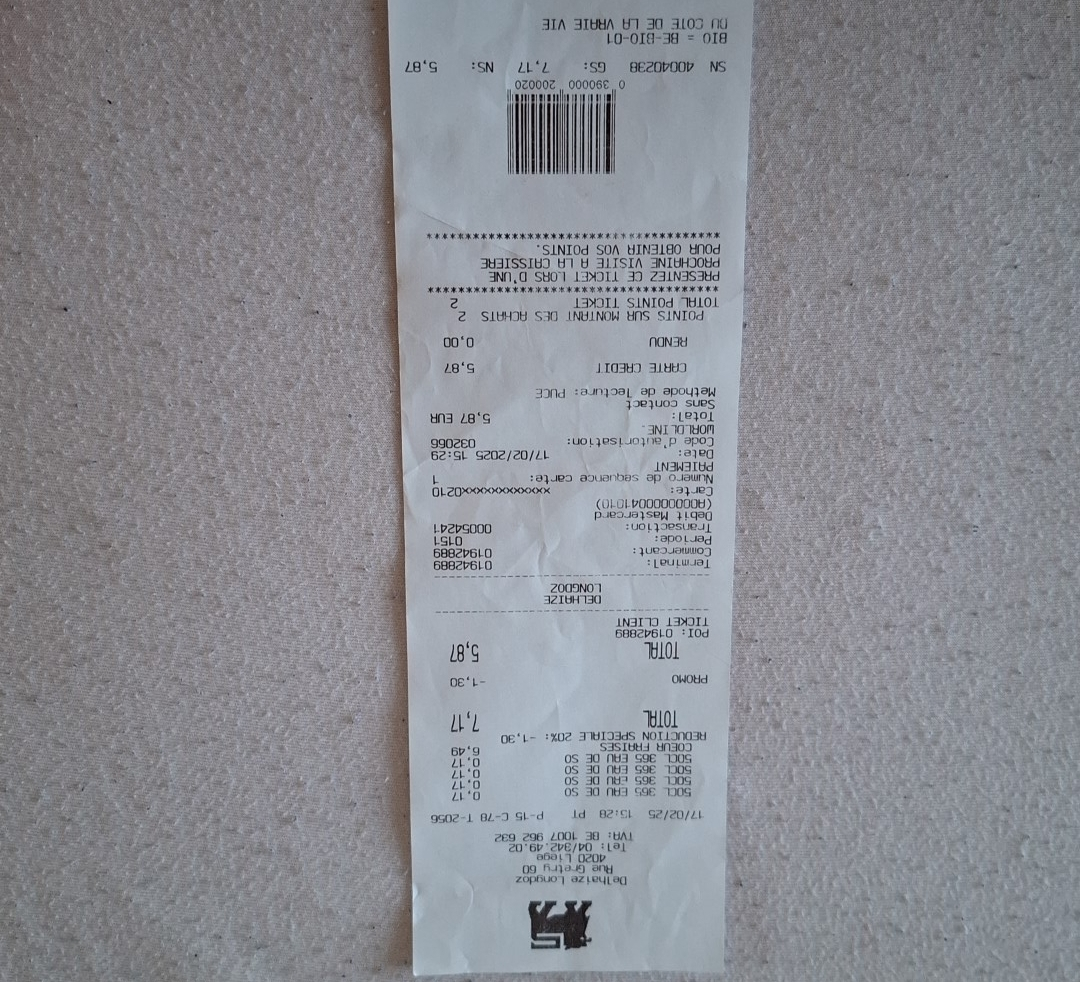 Delhaize Longdoz
Rue Gretry 60
4020 Liege
Tel: 04/342.49.02
TVA: BE 1007 962 632
17/02/25 13:28 PT P-15 C-78 T-2056
50CL 365 EAU DE SO 0,17
50CL 365 EAU DE SO 0,17
50CL 365 EAU DE SO 0,17
50CL 365 EAU DE SO 0,17
COEUR FRAISES 6,49
REDUCTION SPECIALE 20%: -1,30
TOTAL 7,17
PROMO -1,30
TOTAL 5,87
POI: 01942889
TICKET CLIENT
DELHAIZE
LONGDOZ
Terminal: 01942889
Commercant: 01942889
Periode: 0151
Transaction: 00054241
Debit Mastercard
(A0000000041010)
Carte: xxxxxxxxxxxx0210
Numero de sequence carte: 1
PAIEMENT
Date: 17/02/2025 15:29
Code d'autorisation: 032066
WORLDLINE.
Total: 5,87 EUR
Sans contact
Methode de lecture: PUCE
CARTE CREDIT 5,87
RENDU 0,00
POINTS SUR MONTANT DES ACHATS 2
TOTAL POINTS TICKET 2
PRESENTEZ CE TICKET LORS D'UNE
PROCHAINE VISITE A LA CAISSIERE
POUR OBTENIR VOS POINTS.
0 390000 200020
SN 40040238 GS: 7,17 NS: 5,87
BIO = BE-BIO-01
DU COTE DE LA VRAIE VIE